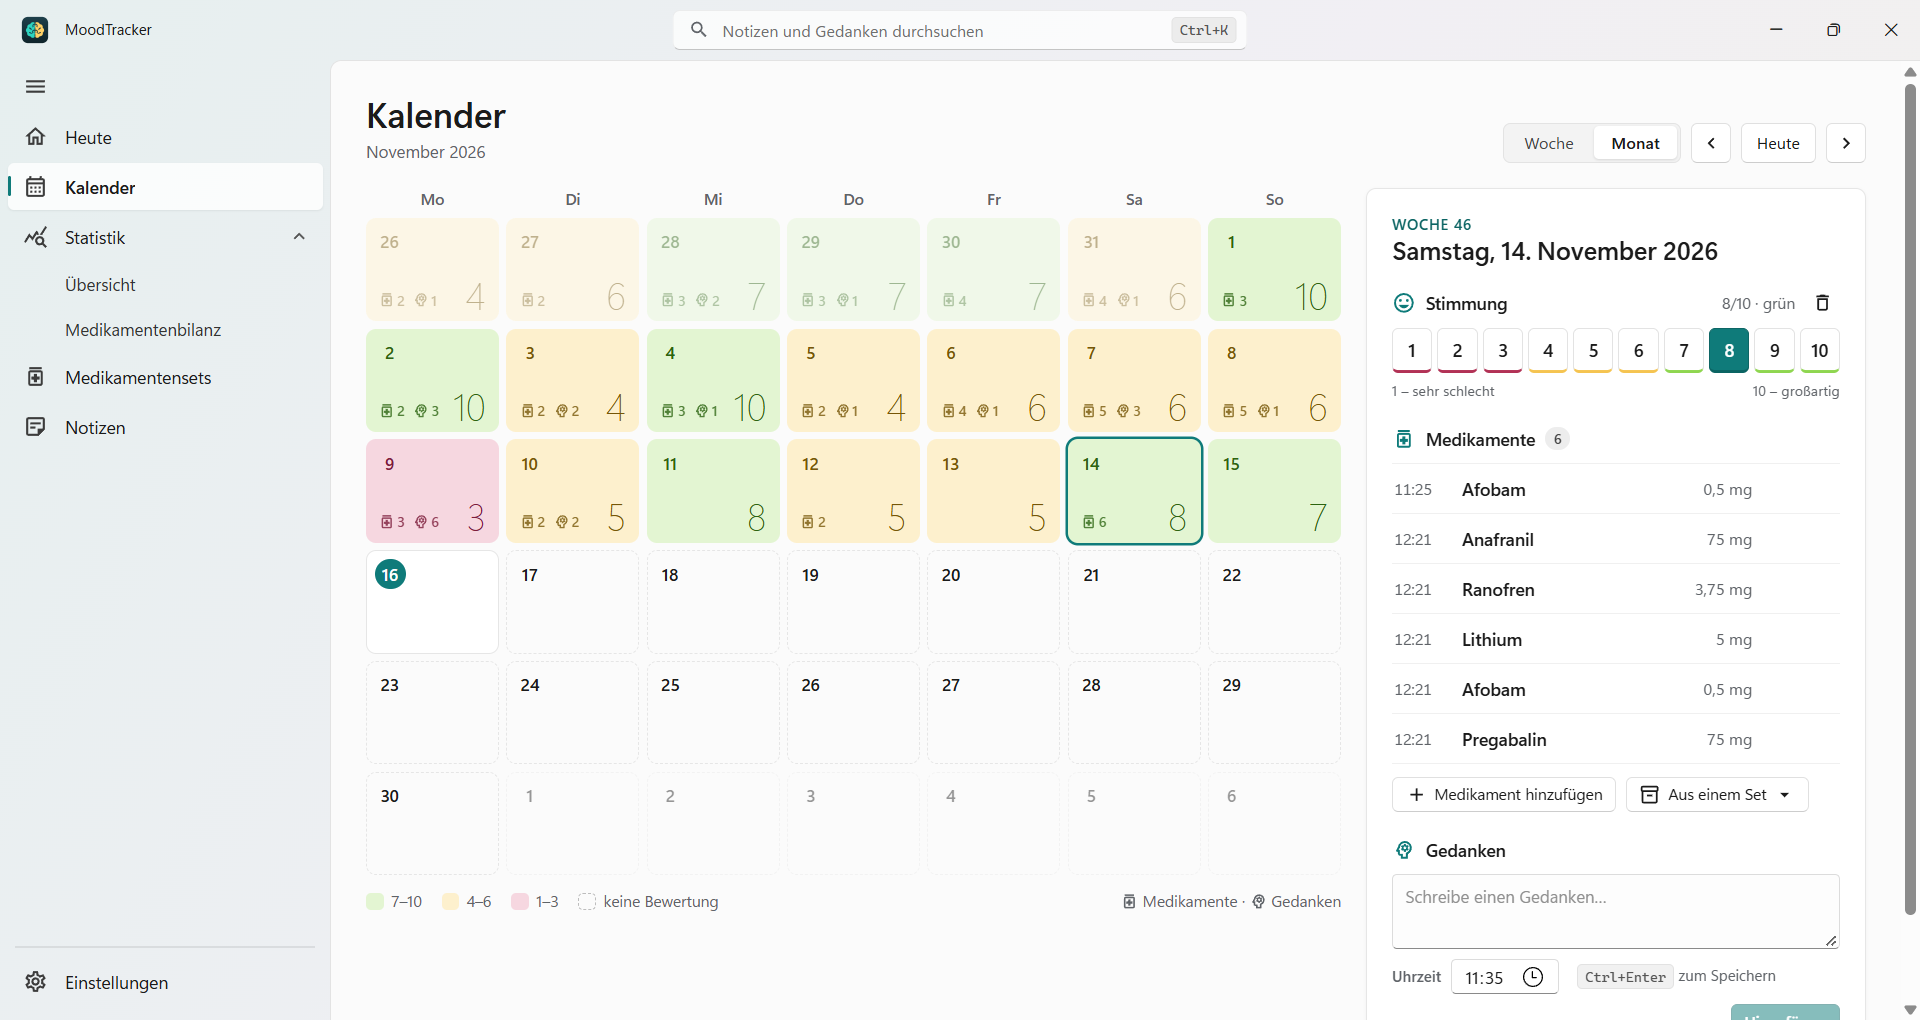 MoodTracker
Notizen und Gedanken durchsuchen Ctrl+K
Heute
Kalender
Statistik
Übersicht
Medikamentenbilanz
Medikamentensets
Notizen
Einstellungen
Kalender
November 2026
Woche Monat Heute
Mo Di Mi Do Fr Sa So
26 27 28 29 30 31 1
2 1 4 2 6 3 2 7 3 1 7 4 7 4 1 6 3 10
2 3 4 5 6 7 8
2 3 10 2 2 4 3 1 10 2 1 4 4 1 6 5 3 6 5 1 6
9 10 11 12 13 14 15
3 6 3 2 2 5 8 2 5 5 6 8 7
16 17 18 19 20 21 22
23 24 25 26 27 28 29
30 1 2 3 4 5 6
7–10 4–6 1–3 keine Bewertung Medikamente · Gedanken
WOCHE 46
Samstag, 14. November 2026
Stimmung 8/10 · grün
1 2 3 4 5 6 7 8 9 10
1 – sehr schlecht 10 – großartig
Medikamente 6
11:25 Afobam 0,5 mg
12:21 Anafranil 75 mg
12:21 Ranofren 3,75 mg
12:21 Lithium 5 mg
12:21 Afobam 0,5 mg
12:21 Pregabalin 75 mg
Medikament hinzufügen Aus einem Set
Gedanken
Schreibe einen Gedanken...
Uhrzeit 11:35 Ctrl+Enter zum Speichern